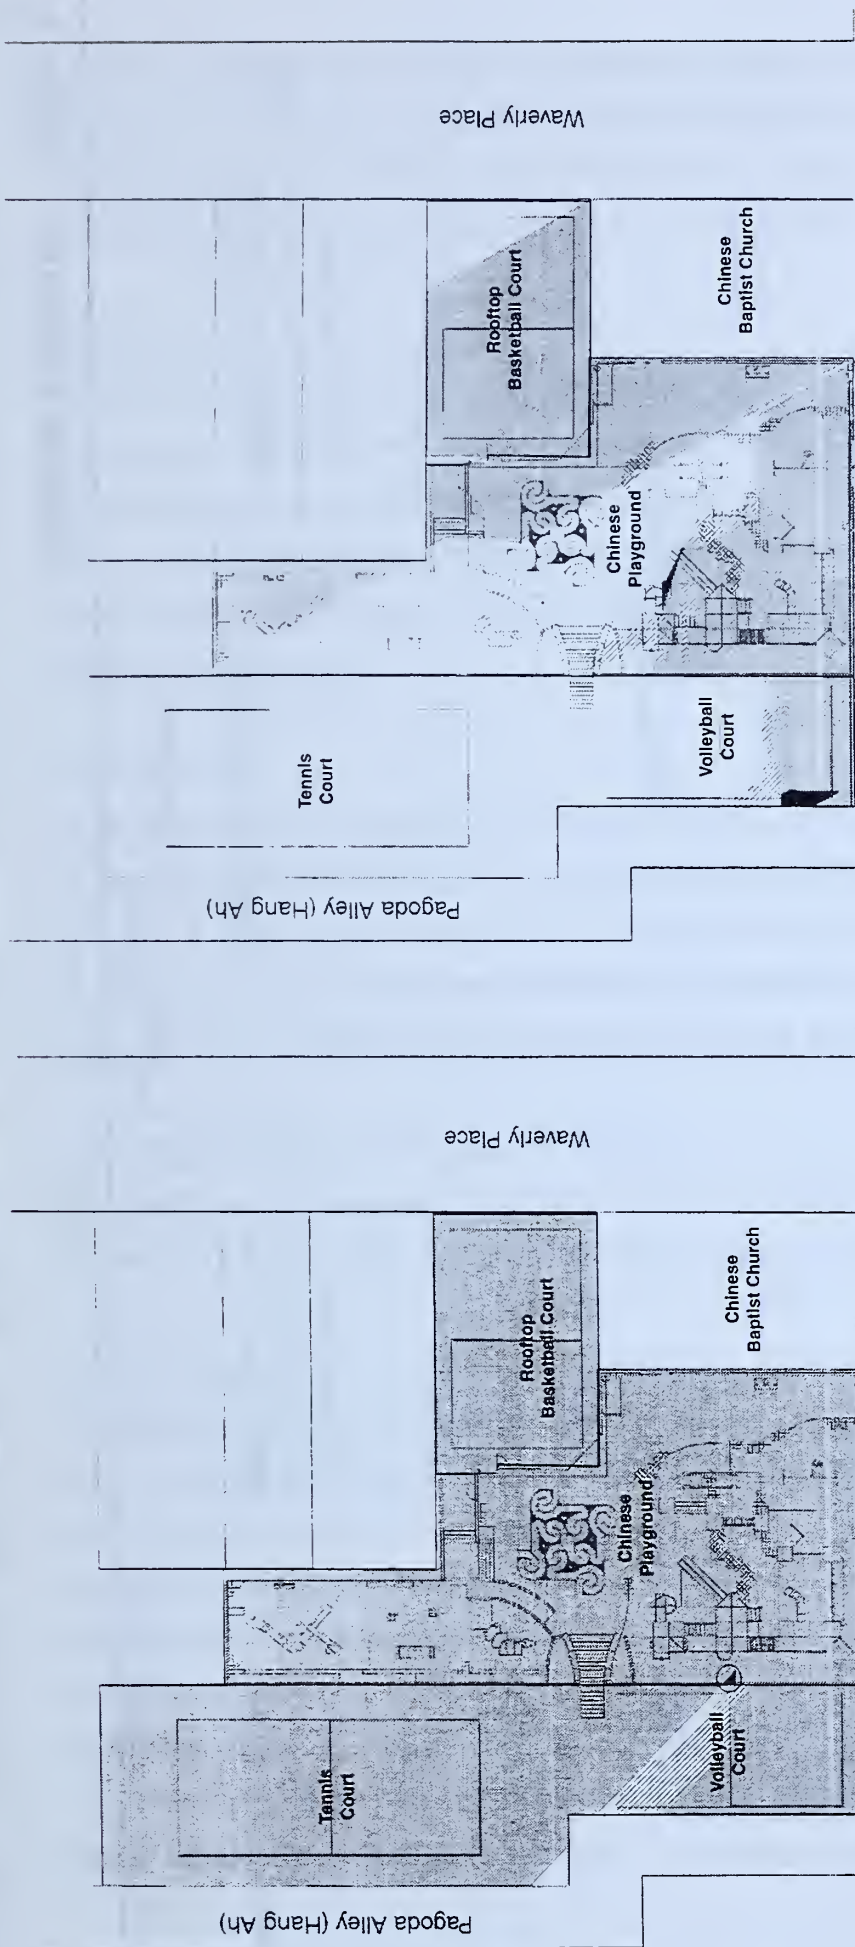 Waverly Place
Rooftop
Basketball Court
Chinese
Baptist Church
Chinese
Playground
Tennis
Court
Volleyball
Court
Pagoda Alley (Hang Ah)
Waverly Place
Rooftop
Basketball Court
Chinese
Baptist Church
Chinese
Playground
Tennis
Court
Volleyball
Court
Pagoda Alley (Hang Ah)